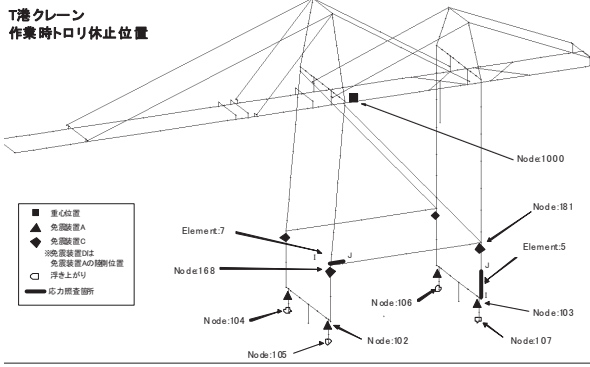 T港クレーン
作業時トロリ休止位置
Node:1000
Node:181
Element:7
Element:5
J
I
J
Node:168
I
重心位置
免震装置A
免震装置C
※免震装置Dは
免震装置Aの陸側位置
浮き上がり
応力照査箇所
Node:106
Node:103
Node:104
Node:102
Node:107
Node:105